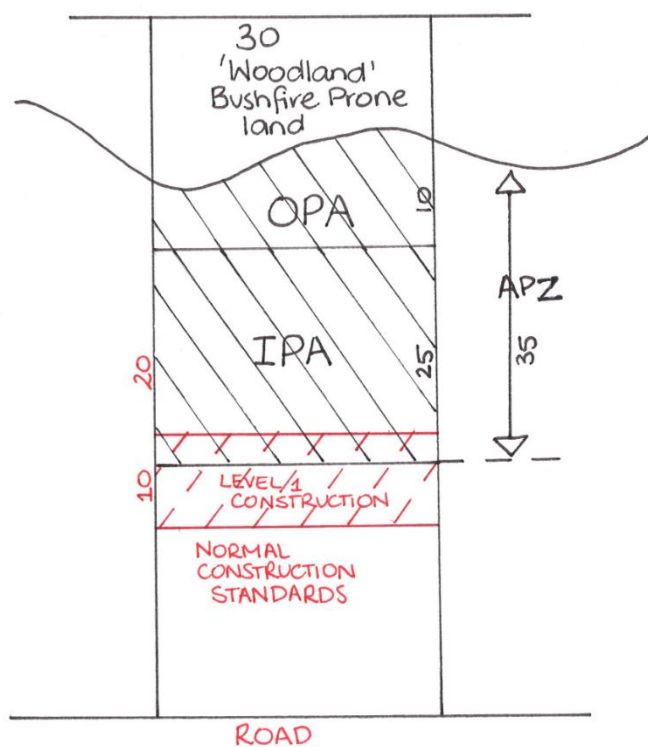 30
'Woodland'
Bushfire Prone
land
OPA
10
APZ
35
IPA
25
20
10
LEVEL 1
CONSTRUCTION
NORMAL
CONSTRUCTION
STANDARDS
ROAD